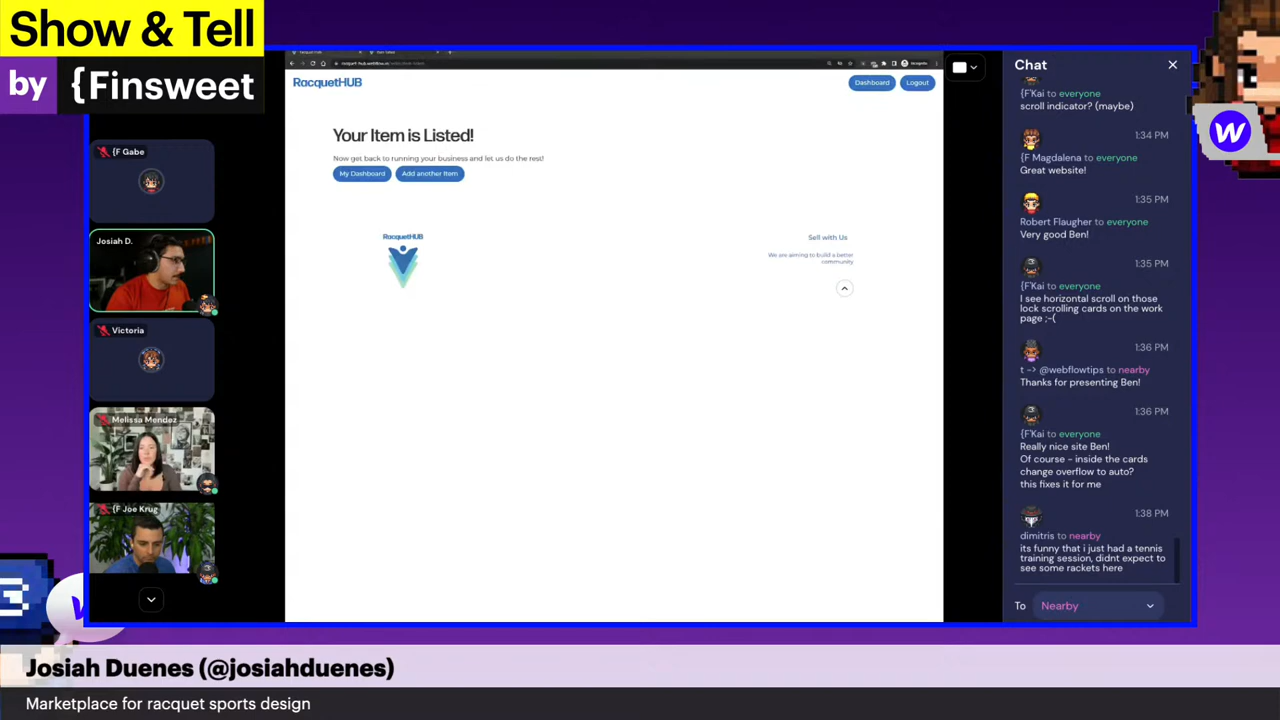 Show & Tell
by {Finsweet
{F Gabe
Josiah D.
Victoria
Melissa Mendez
{F Joe Krug
RacquetHUB
Dashboard
Logout
Your Item is Listed!
Now get back to running your business and let us do the rest!
My Dashboard
Add another Item
RacquetHUB
Sell with Us
We are aiming to build a better
community
Chat
{F'Kai to everyone
scroll indicator? (maybe)
1:34 PM
{F Magdalena to everyone
Great website!
1:35 PM
Robert Flaugher to everyone
Very good Ben!
1:35 PM
{F'Kai to everyone
I see horizontal scroll on those
lock scrolling cards on the work
page ;-(
1:36 PM
t -> @webflowtips to nearby
Thanks for presenting Ben!
1:36 PM
{F'Kai to everyone
Really nice site Ben!
Of course - inside the cards
change overflow to auto?
this fixes it for me
1:38 PM
dimitris to nearby
its funny that i just had a tennis
training session, didnt expect to
see some rackets here
To Nearby
Josiah Duenes (@josiahduenes)
Marketplace for racquet sports design